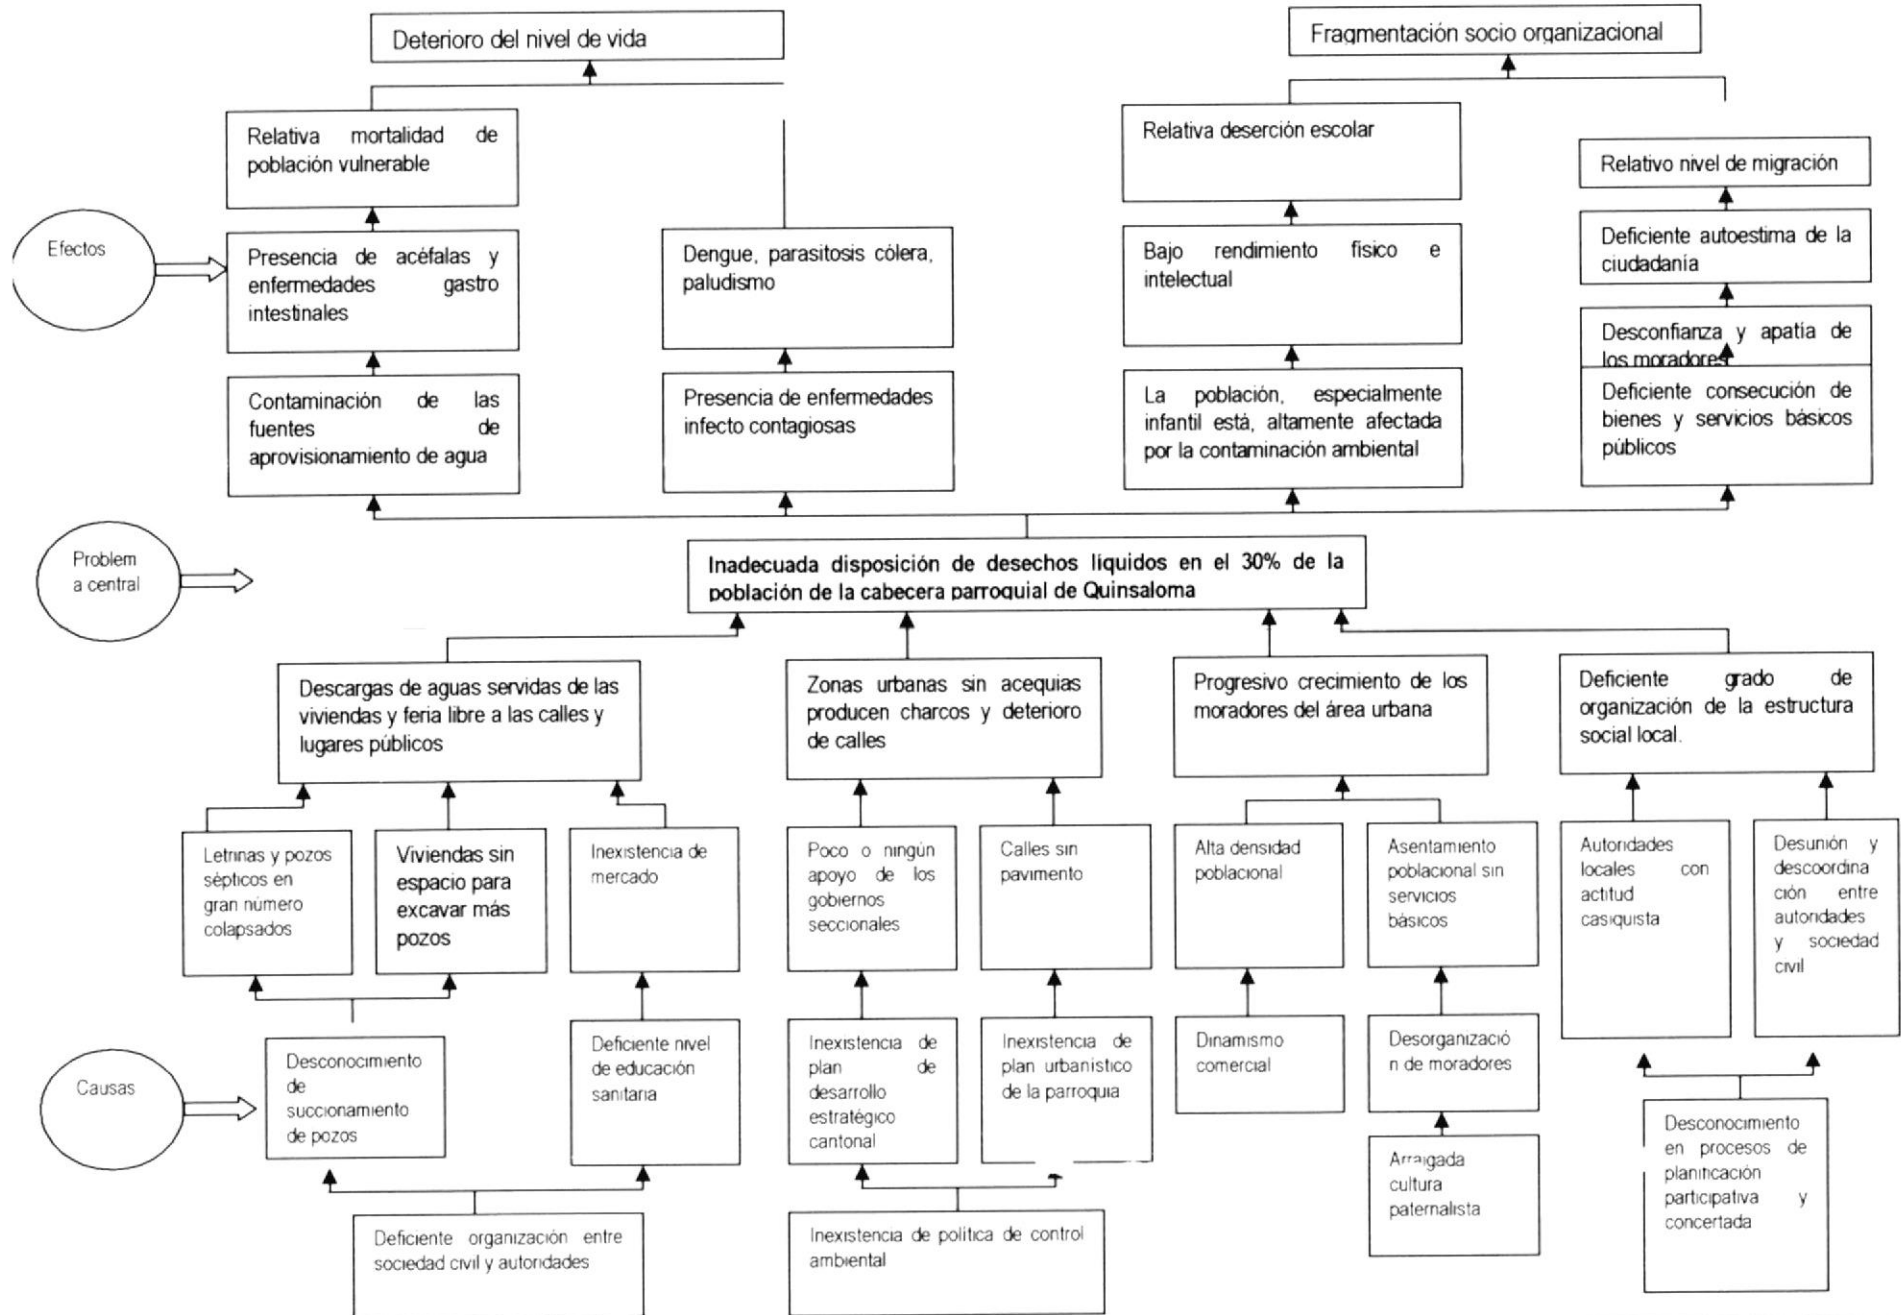 Deterioro del nivel de vida
Fragmentación socio organizacional
Relativa mortalidad de
población vulnerable
Relativa deserción escolar
Relativo nivel de migración
Efectos
Presencia de acéfalas y
enfermedades gastro
intestinales
Dengue, parasitosis cólera,
paludismo
Bajo rendimiento físico e
intelectual
Deficiente autoestima de la
ciudadanía
Desconfianza y apatía de
los moradores
Contaminación de las
fuentes de
aprovisionamiento de agua
Presencia de enfermedades
infecto contagiosas
La población, especialmente
infantil está, altamente afectada
por la contaminación ambiental
Deficiente consecución de
bienes y servicios básicos
públicos
Problem
a central
Inadecuada disposición de desechos líquidos en el 30% de la
población de la cabecera parroquial de Quinsaloma
Descargas de aguas servidas de las
viviendas y feria libre a las calles y
lugares públicos
Zonas urbanas sin acequias
producen charcos y deterioro
de calles
Progresivo crecimiento de los
moradores del área urbana
Deficiente grado de
organización de la estructura
social local.
Letrinas y pozos
sépticos en
gran número
colapsados
Viviendas sin
espacio para
excavar más
pozos
Inexistencia de
mercado
Poco o ningún
apoyo de los
gobiernos
seccionales
Calles sin
pavimento
Alta densidad
poblacional
Asentamiento
poblacional sin
servicios
básicos
Autoridades
locales con
actitud
casiquista
Desunión y
descoordina
ción entre
autoridades
y sociedad
civil
Causas
Desconocimiento
de
succionamiento
de pozos
Deficiente nivel
de educación
sanitaria
Inexistencia de
plan de
desarrollo
estratégico
cantonal
Inexistencia de
plan urbanístico
de la parroquia
Dinamismo
comercial
Desorganizació
n de moradores
Desconocimiento
en procesos de
planificación
participativa y
concertada
Arraigada
cultura
paternalista
Deficiente organización entre
sociedad civil y autoridades
Inexistencia de política de control
ambiental